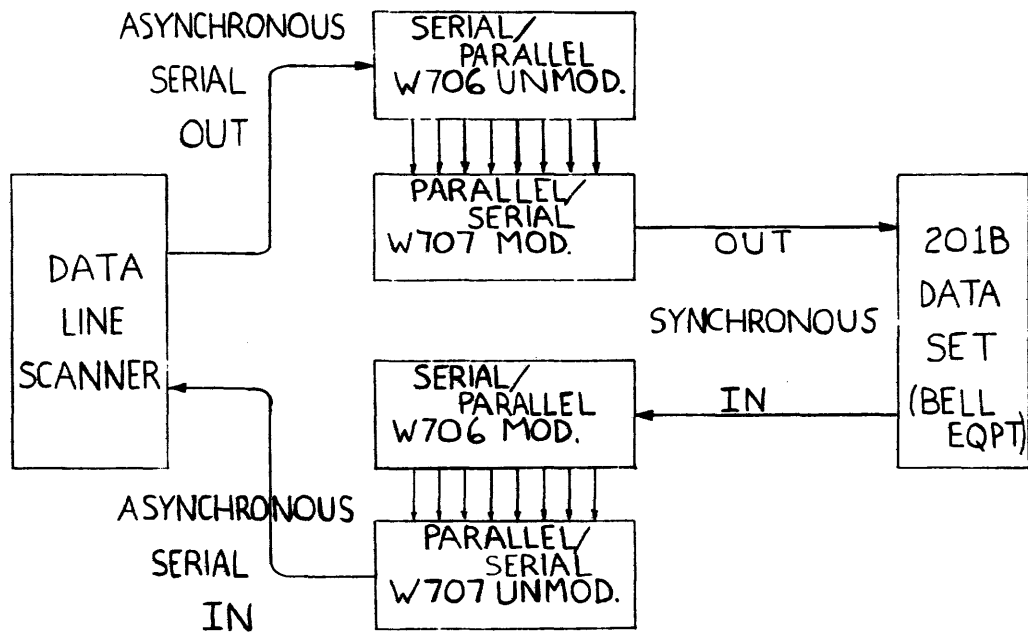 ASYNCHRONOUS
SERIAL
OUT
SERIAL/
PARALLEL
W706 UNMOD.
PARALLEL/
SERIAL
W707 MOD.
DATA
LINE
SCANNER
OUT
SYNCHRONOUS
IN
201B
DATA
SET
(BELL
EQPT)
SERIAL/
PARALLEL
W706 MOD.
PARALLEL/
SERIAL
W707 UNMOD.
ASYNCHRONOUS
SERIAL
IN